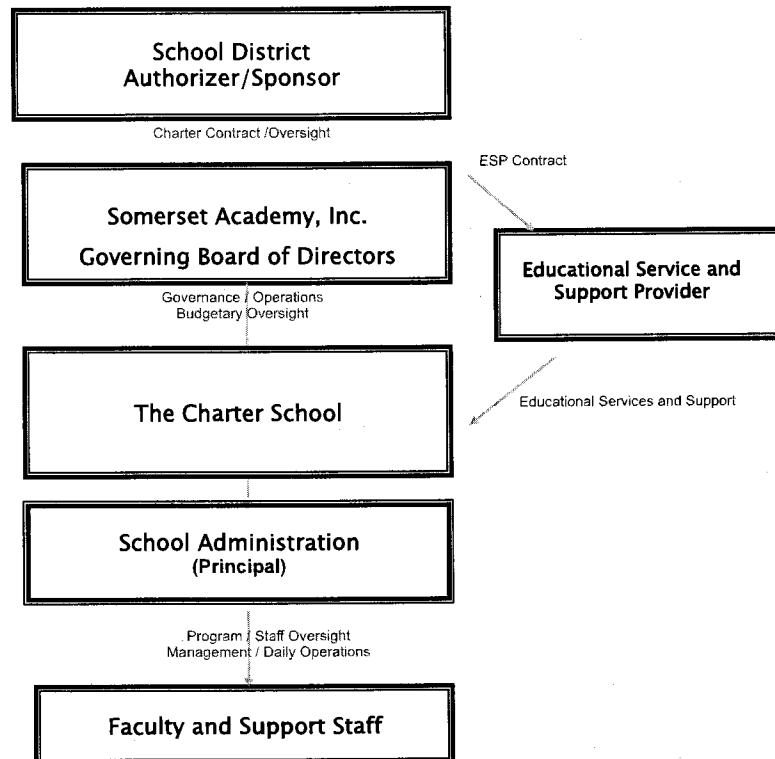 School District
Authorizer/Sponsor
Charter Contract /Oversight
ESP Contract
Somerset Academy, Inc.
Governing Board of Directors
Educational Service and
Support Provider
Governance / Operations
Budgetary Oversight
The Charter School
Educational Services and Support
School Administration
(Principal)
Program / Staff Oversight
Management / Daily Operations
Faculty and Support Staff